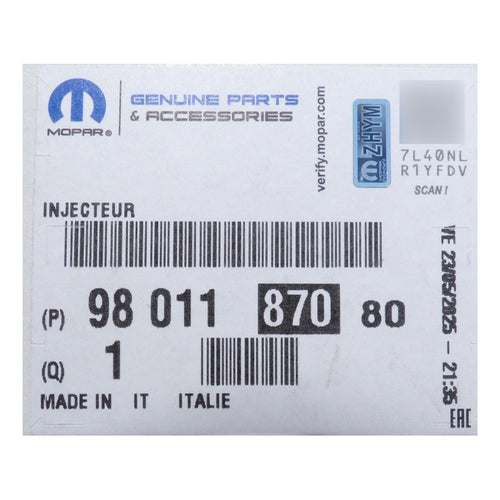 MOPAR®
GENUINE PARTS
& ACCESSORIES
verify.mopar.com
ZHYM
7L40NL
R1YFDV
SCAN!
INJECTEUR
(P) 98 011 870 80
(Q) 1
MADE IN IT ITALIE
VE 23/05/2025 - 21:35
EAC